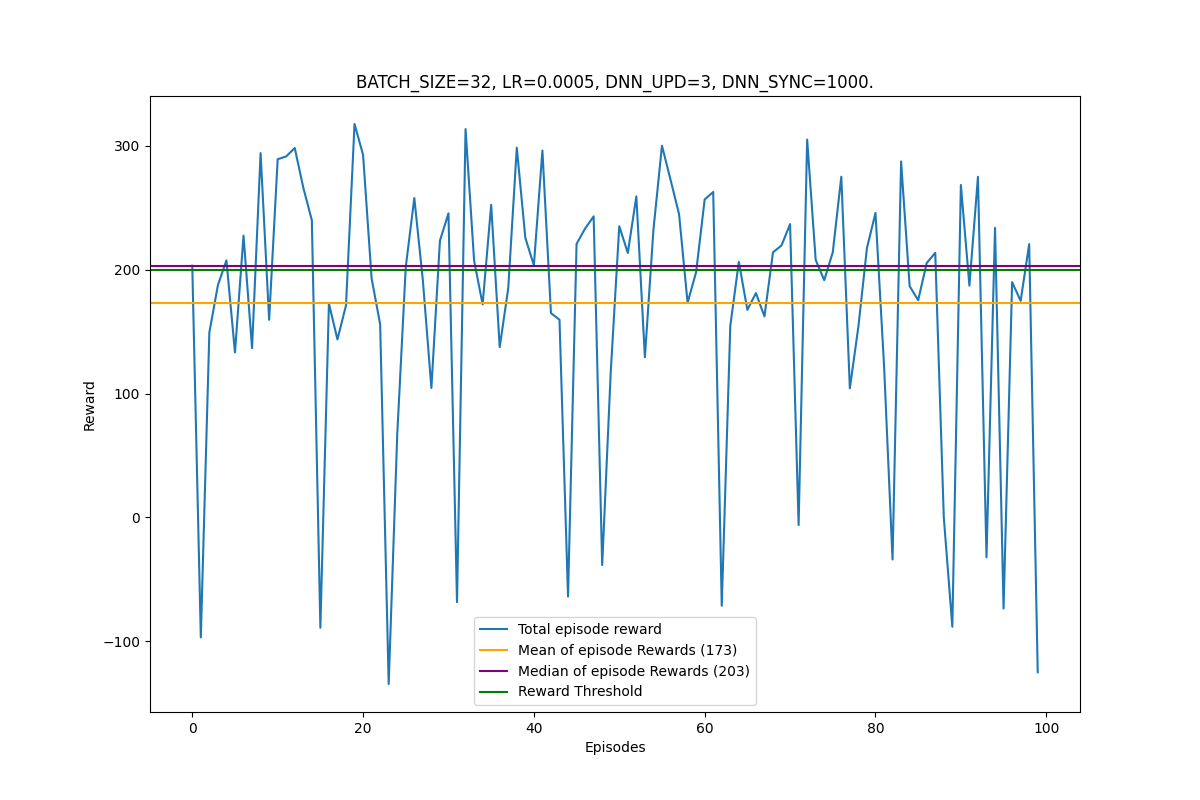 BATCH_SIZE=32, LR=0.0005, DNN_UPD=3, DNN_SYNC=1000.
300
200
100
0
−100
Reward
Total episode reward
Mean of episode Rewards (173)
Median of episode Rewards (203)
Reward Threshold
0 20 40 60 80 100
Episodes